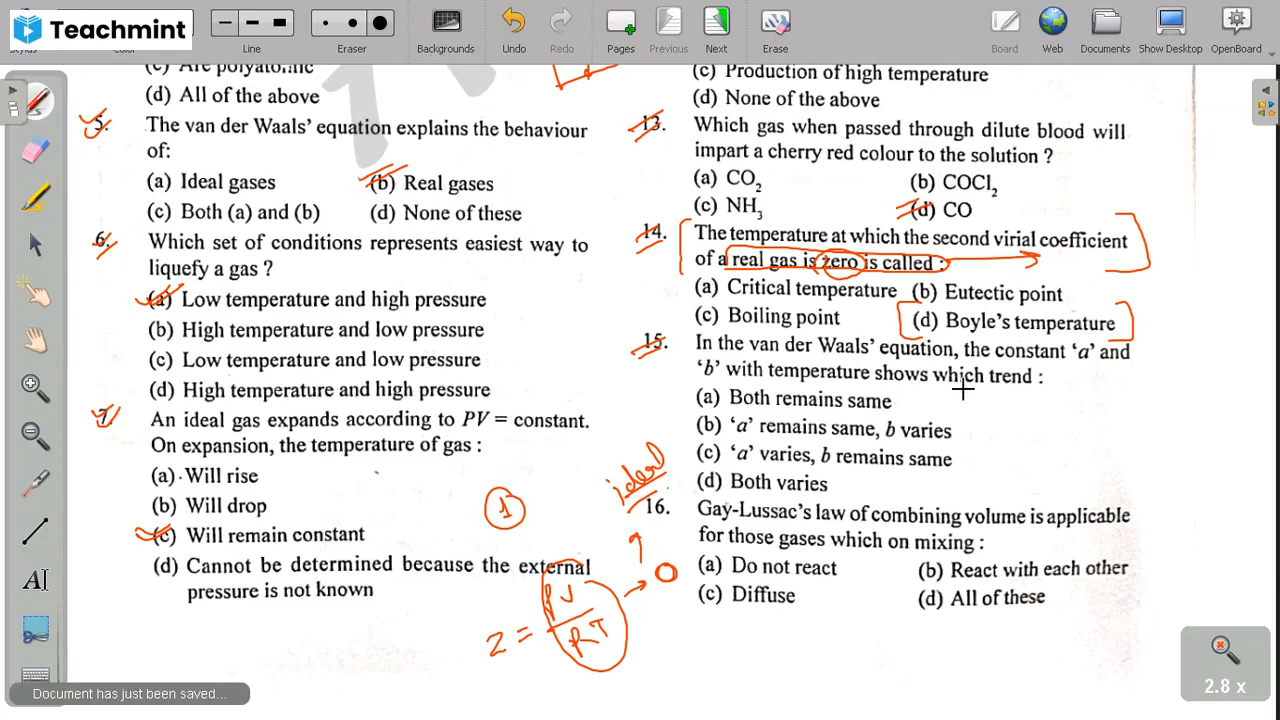 Teachmint
Stylus
Color
Line
Eraser
Backgrounds
Undo
Redo
Pages
Previous
Next
Erase
Board
Web
Documents
Show Desktop
OpenBoard
(c) Are polyatomic
(d) All of the above
5. The van der Waals' equation explains the behaviour
of:
(a) Ideal gases (b) Real gases
(c) Both (a) and (b) (d) None of these
6. Which set of conditions represents easiest way to
liquefy a gas ?
(a) Low temperature and high pressure
(b) High temperature and low pressure
(c) Low temperature and low pressure
(d) High temperature and high pressure
7. An ideal gas expands according to PV = constant.
On expansion, the temperature of gas :
(a) Will rise
(b) Will drop
(c) Will remain constant
(d) Cannot be determined because the external
pressure is not known
1
Z = PV
RT
→ 0
ideal
(c) Production of high temperature
(d) None of the above
13. Which gas when passed through dilute blood will
impart a cherry red colour to the solution ?
(a) CO₂ (b) COCl₂
(c) NH₃ (d) CO
14. The temperature at which the second virial coefficient
of a real gas is zero is called :
(a) Critical temperature (b) Eutectic point
(c) Boiling point (d) Boyle's temperature
15. In the van der Waals' equation, the constant 'a' and
'b' with temperature shows which trend :
(a) Both remains same
(b) 'a' remains same, b varies
(c) 'a' varies, b remains same
(d) Both varies
16. Gay-Lussac's law of combining volume is applicable
for those gases which on mixing :
(a) Do not react (b) React with each other
(c) Diffuse (d) All of these
Document has just been saved...
2.8 x